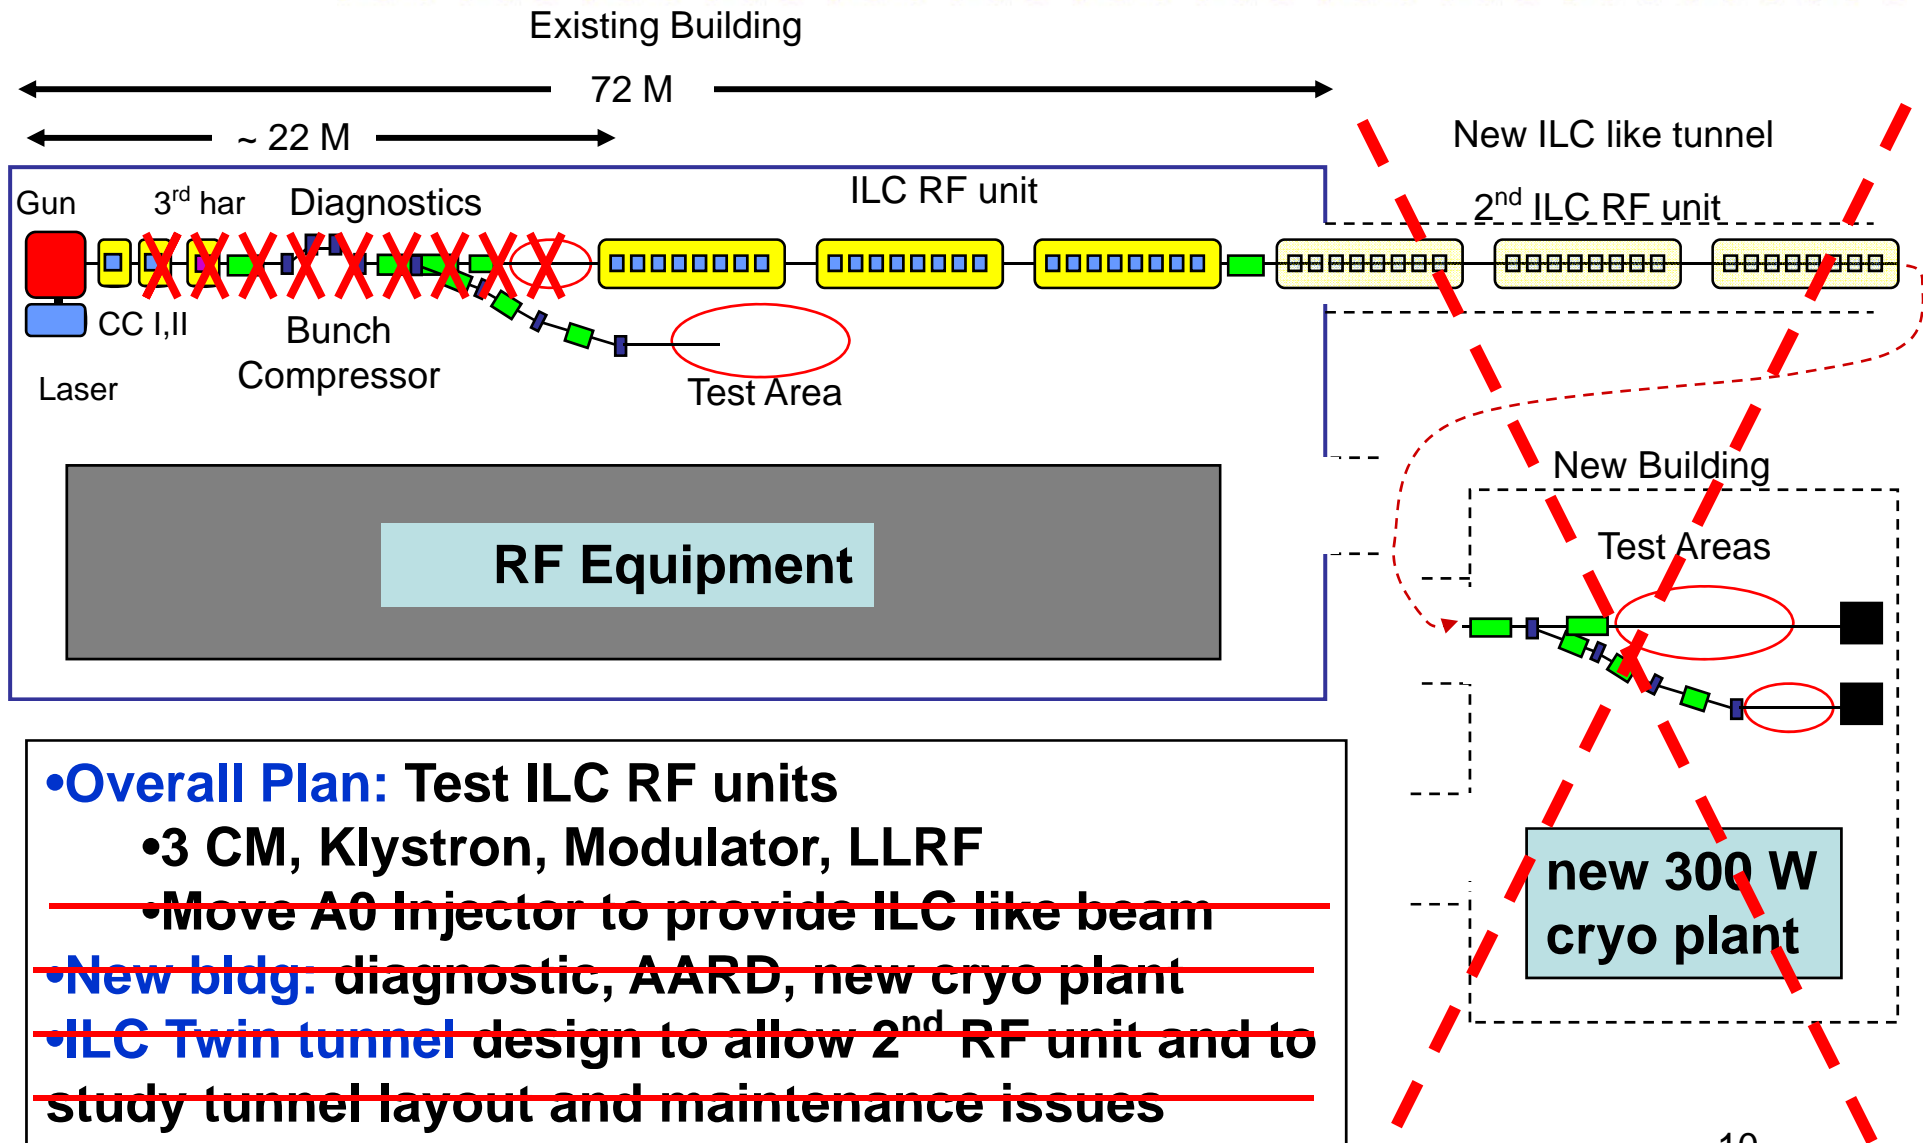 Existing Building
72 M
~ 22 M
New ILC like tunnel
Gun
3rd har
Diagnostics
ILC RF unit
2nd ILC RF unit
CC I,II
Bunch
Compressor
Laser
Test Area
New Building
RF Equipment
Test Areas
•Overall Plan: Test ILC RF units
•3 CM, Klystron, Modulator, LLRF
•Move A0 Injector to provide ILC like beam
•New bldg: diagnostic, AARD, new cryo plant
•ILC Twin tunnel design to allow 2nd RF unit and to
study tunnel layout and maintenance issues
new 300 W
cryo plant
10